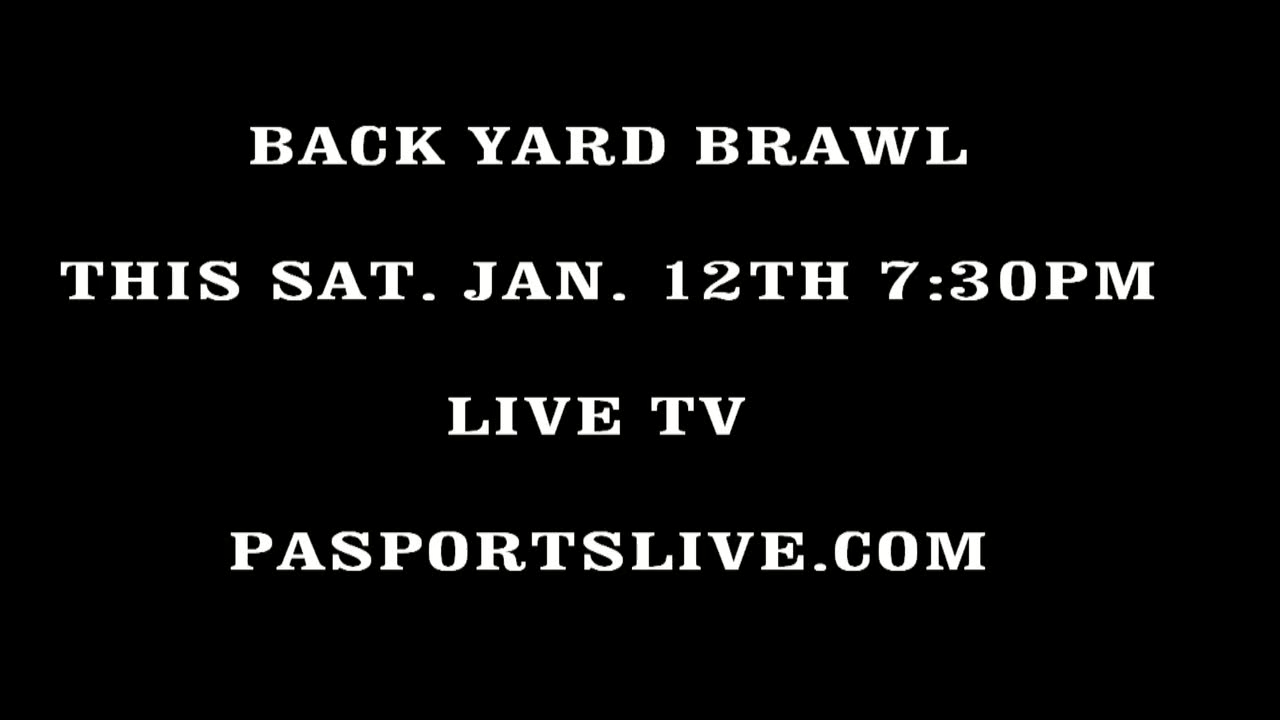 BACK YARD BRAWL
THIS SAT. JAN. 12TH 7:30PM
LIVE TV
PASPORTSLIVE.COM